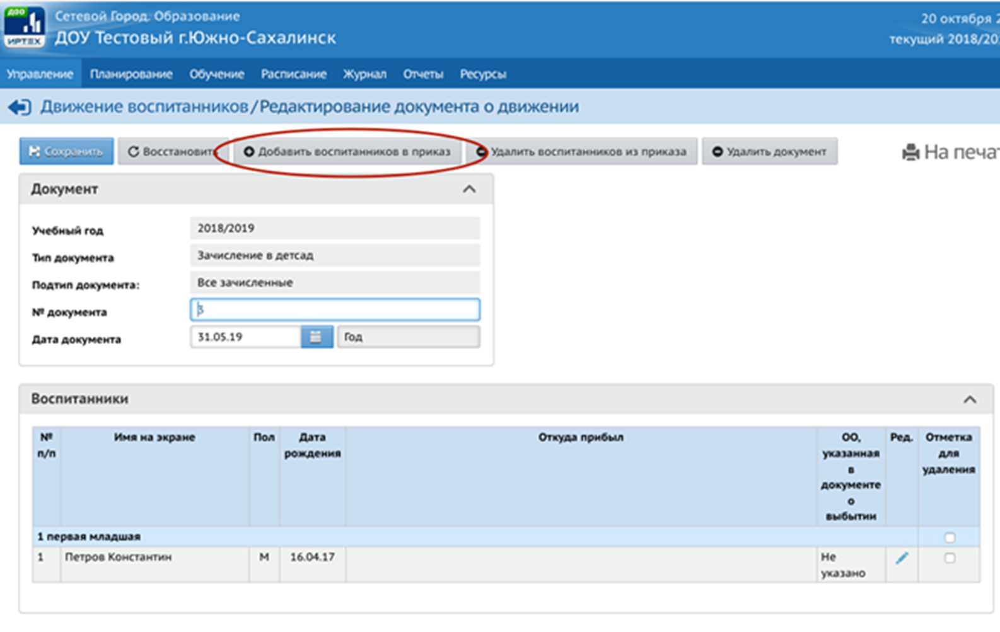 ДОО
ИРТЕХ
Сетевой Город. Образование
ДОУ Тестовый г.Южно-Сахалинск
20 октября 2
текущий 2018/20
Управление Планирование Обучение Расписание Журнал Отчеты Ресурсы
Движение воспитанников/Редактирование документа о движении
Сохранить Восстановить Добавить воспитанников в приказ Удалить воспитанников из приказа Удалить документ На печат
Документ
Учебный год 2018/2019
Тип документа Зачисление в детсад
Подтип документа: Все зачисленные
№ документа 3
Дата документа 31.05.19 Год
Воспитанники
№ п/п Имя на экране Пол Дата рождения Откуда прибыл ОО, указанная в документе о выбытии Ред. Отметка для удаления
1 первая младшая
1 Петров Константин М 16.04.17 Не указано